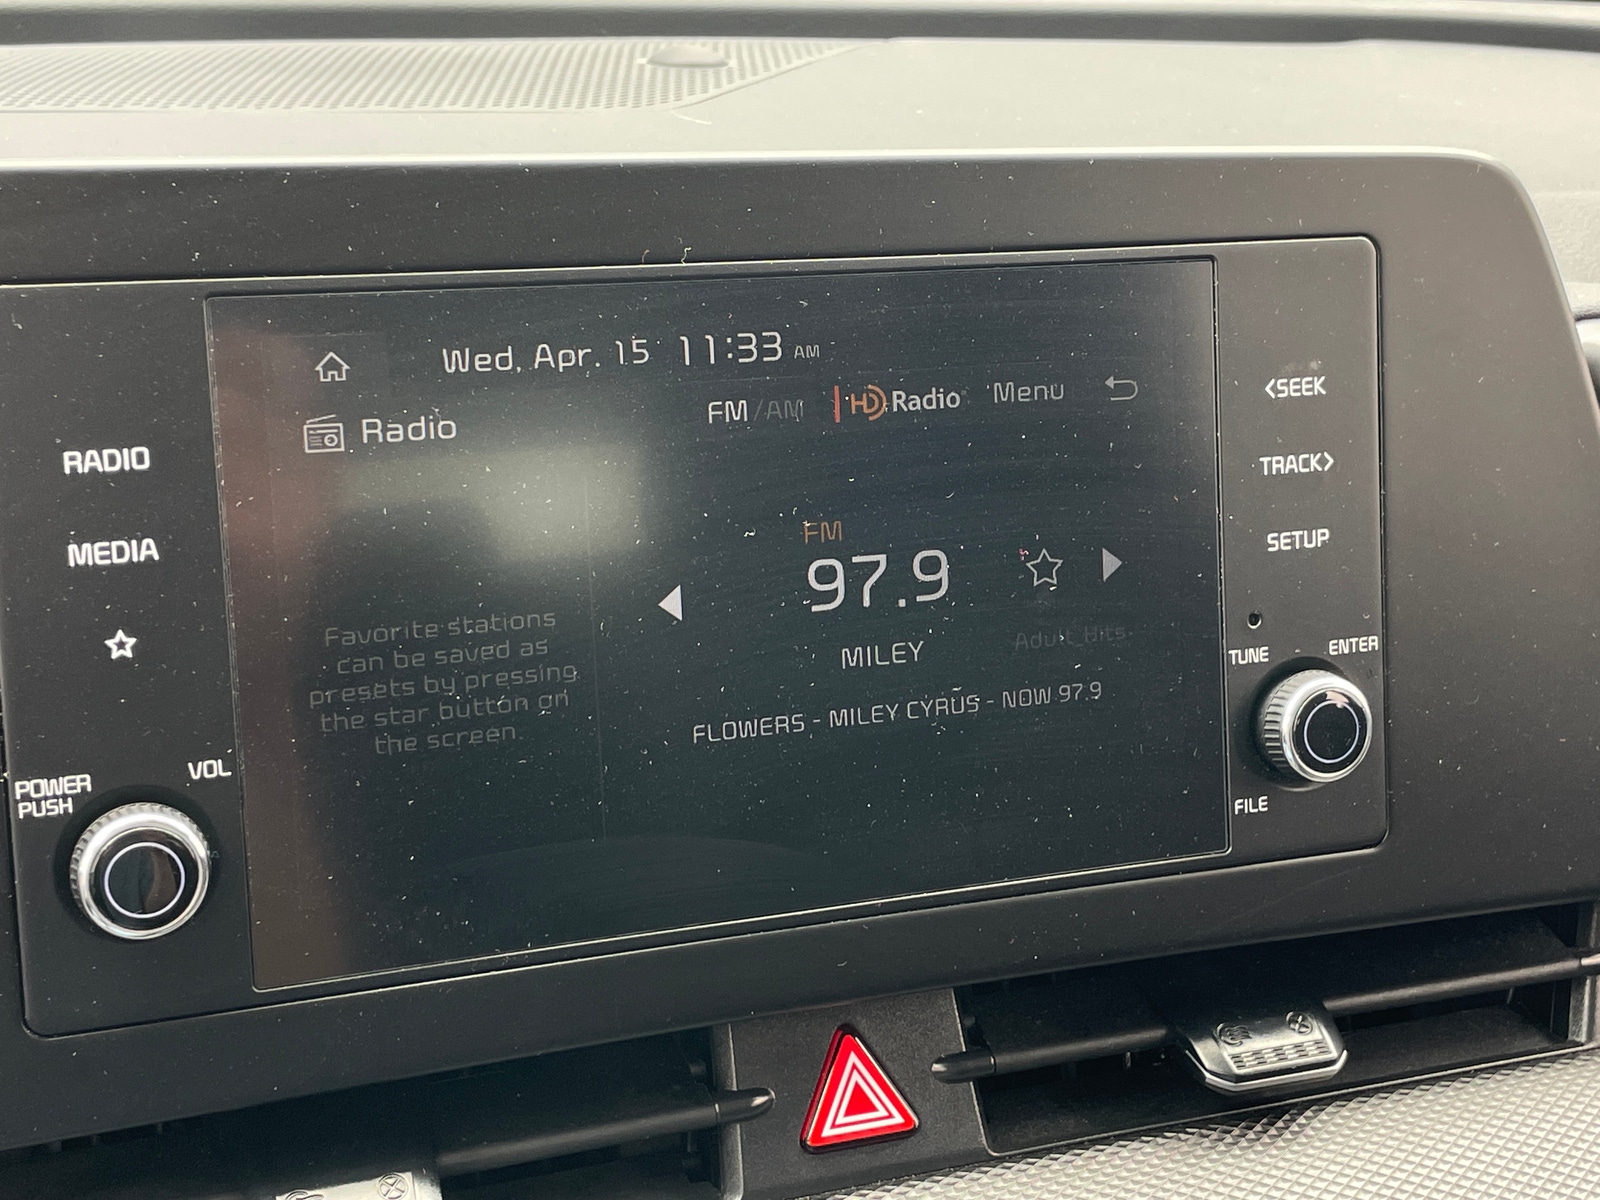 Wed, Apr. 15 11:33 AM
Radio
FM/AM HD Radio Menu
RADIO
MEDIA
POWER
PUSH
VOL
Favorite stations
can be saved as
presets by pressing
the star button on
the screen.
FM
97.9
MILEY
Adult Hits
FLOWERS - MILEY CYRUS - NOW 97.9
<SEEK
TRACK>
SETUP
TUNE
ENTER
FILE